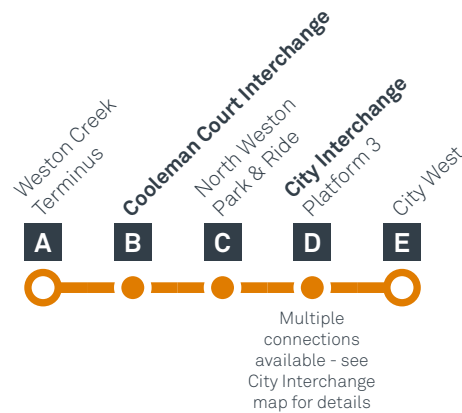 Weston Creek
Terminus
Cooleman Court Interchange
North Weston
Park & Ride
City Interchange
Platform 3
City West
A
B
C
D
E
Multiple
connections
available - see
City Interchange
map for details